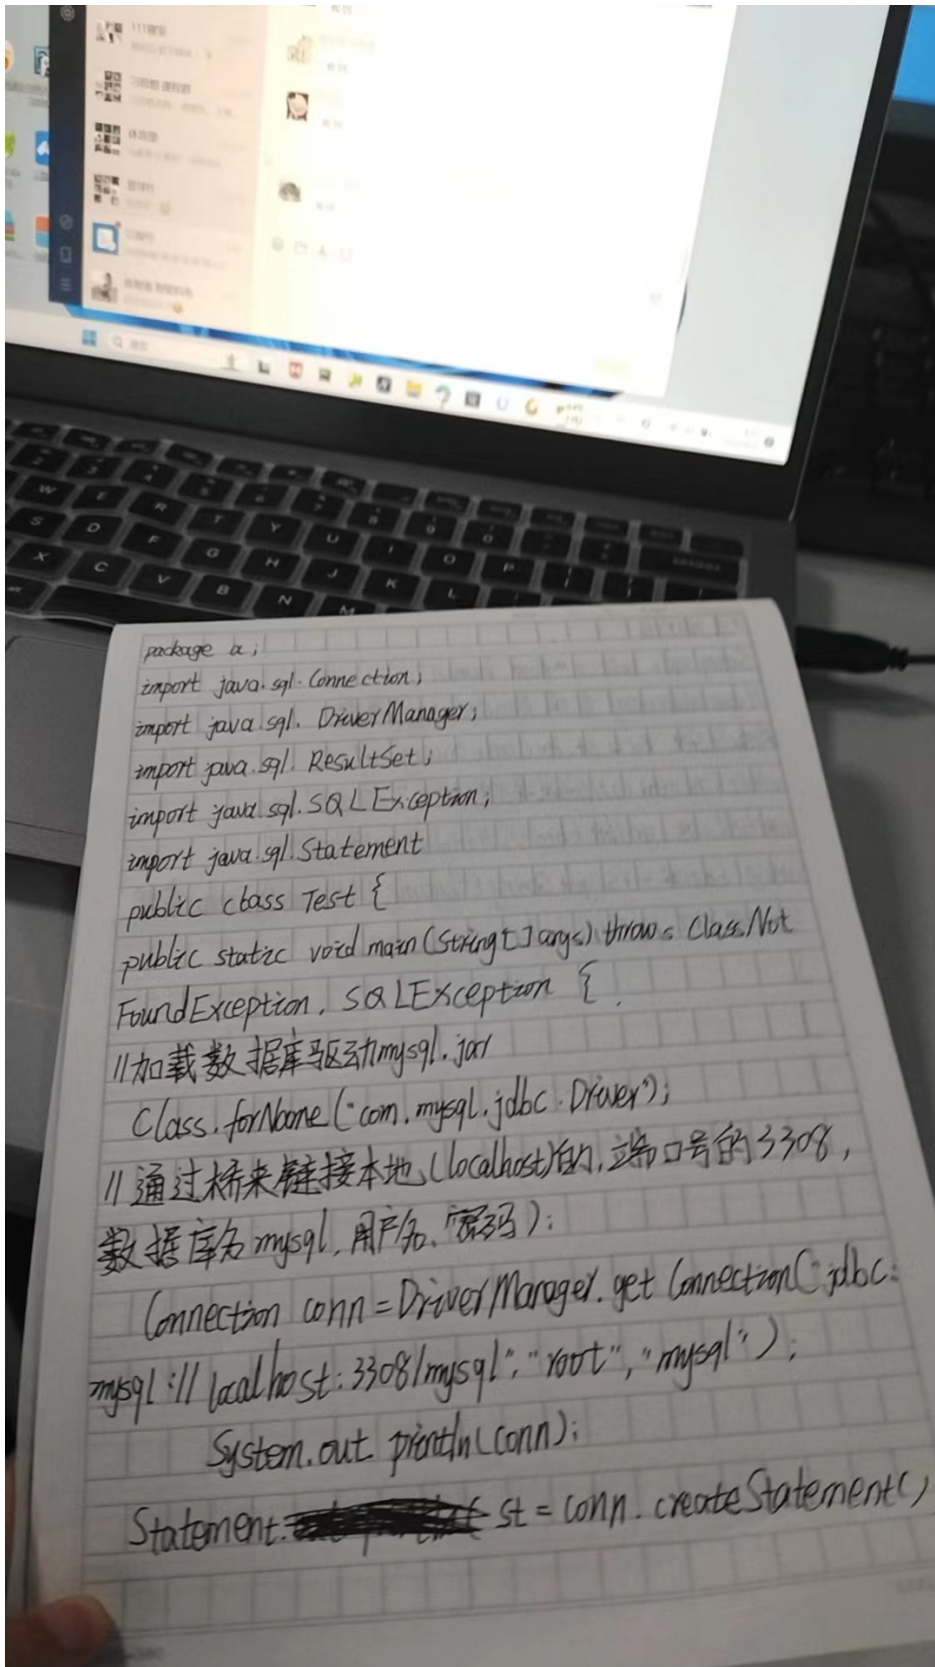 package a;
import java.sql.Connection;
import java.sql. DriverManager;
import java.sql. ResultSet;
import java.sql.SQLException;
import java.sql.Statement
public class Test {
public static void main(String[] args) throws ClassNot
FoundException, SQLException {
//加载数据库驱动mysql.jar
Class.forName("com.mysql.jdbc.Driver");
//通过桥来链接本地(localhost)的,端口号的3308,
数据库名mysql,用户名、密码);
Connection conn=DriverManager.get Connection("jdbc:
mysql://localhost:3308/mysql","root","mysql");
System.out println(conn);
Statement. st=conn.createStatement()